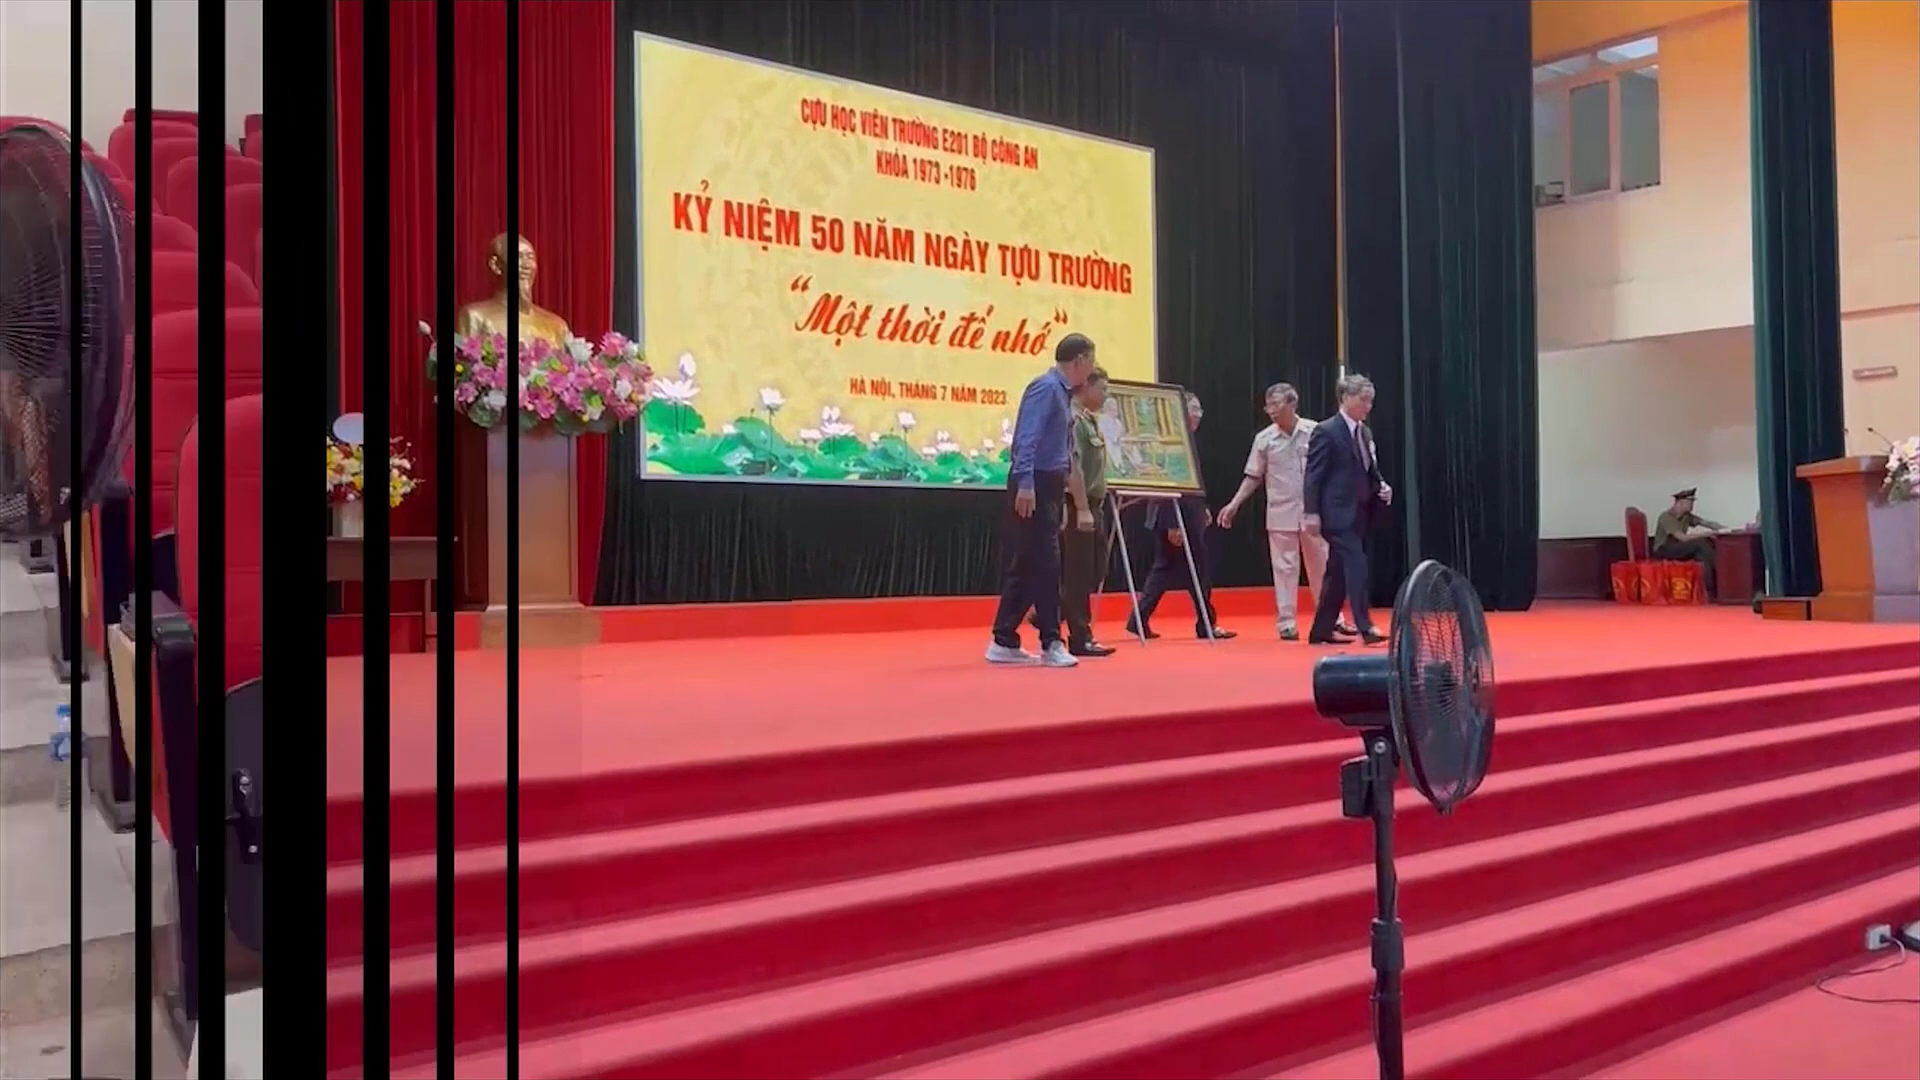 CỰU HỌC VIÊN TRƯỜNG E201 BỘ CÔNG AN
KHÓA 1973 -1976
KỶ NIỆM 50 NĂM NGÀY TỰU TRƯỜNG
“Một thời để nhớ”
HÀ NỘI, THÁNG 7 NĂM 2023